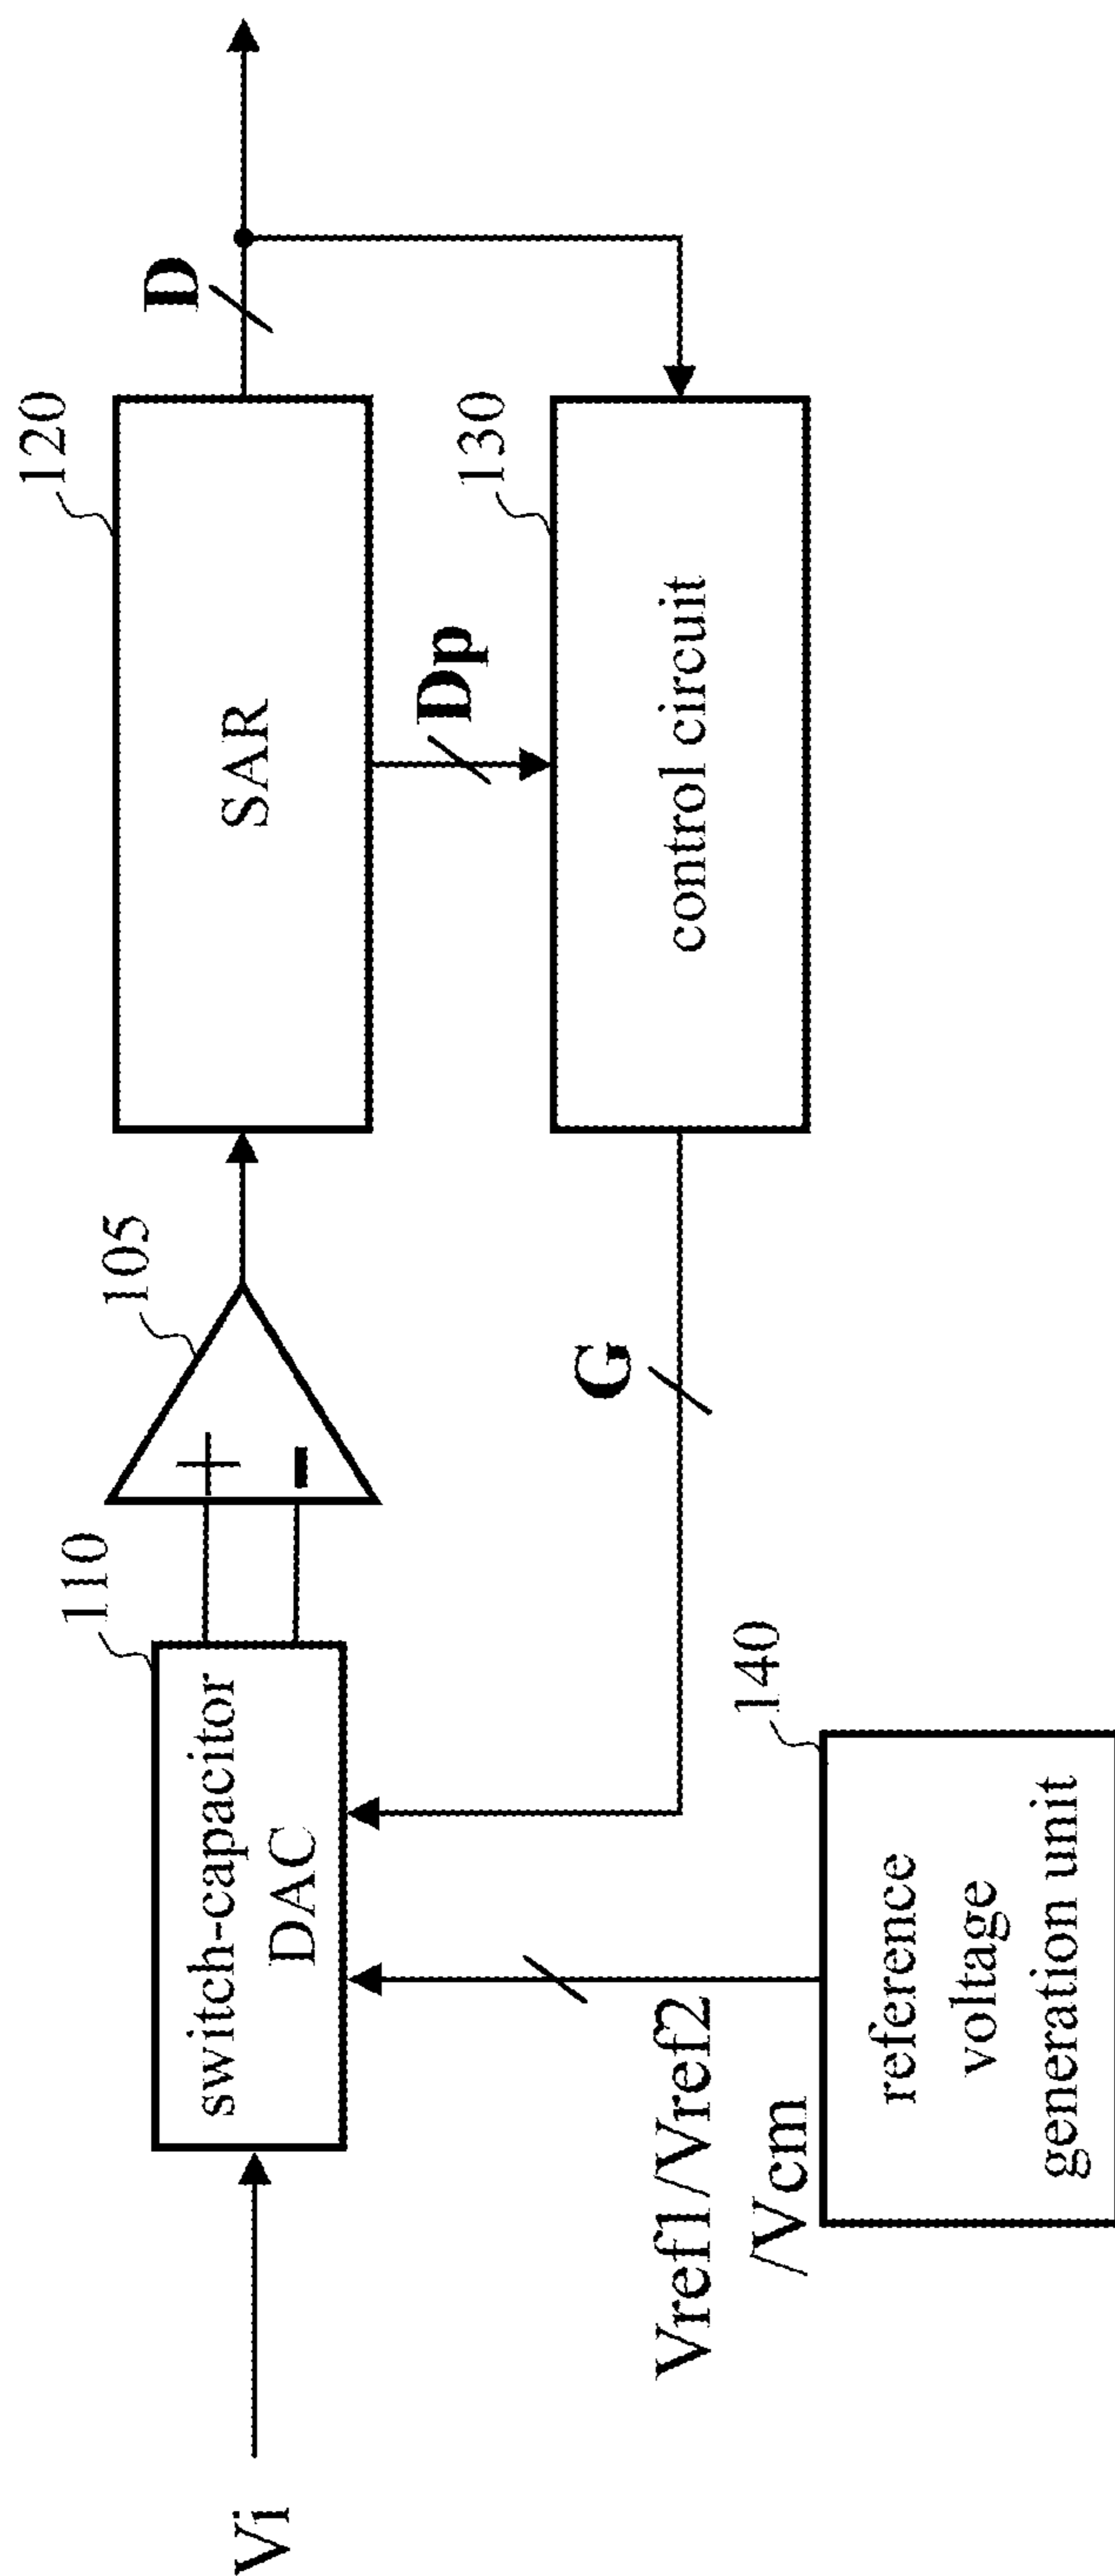 Vi
switch-capacitor
DAC
110
105
+
-
SAR
120
D
Dp
control circuit
130
G
Vref1/Vref2
/Vcm
reference
voltage
generation unit
140